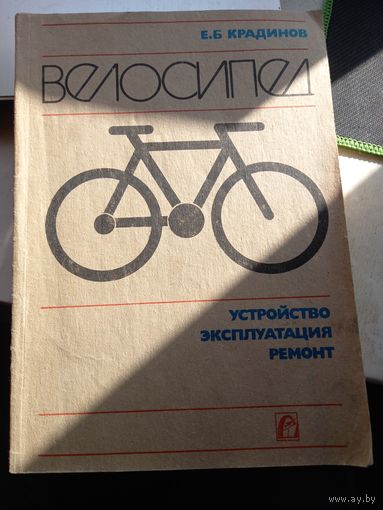 Е.Б КРАДИНОВ
ВЕЛОСИПЕД
УСТРОЙСТВО
ЭКСПЛУАТАЦИЯ
РЕМОНТ
www.ay.by